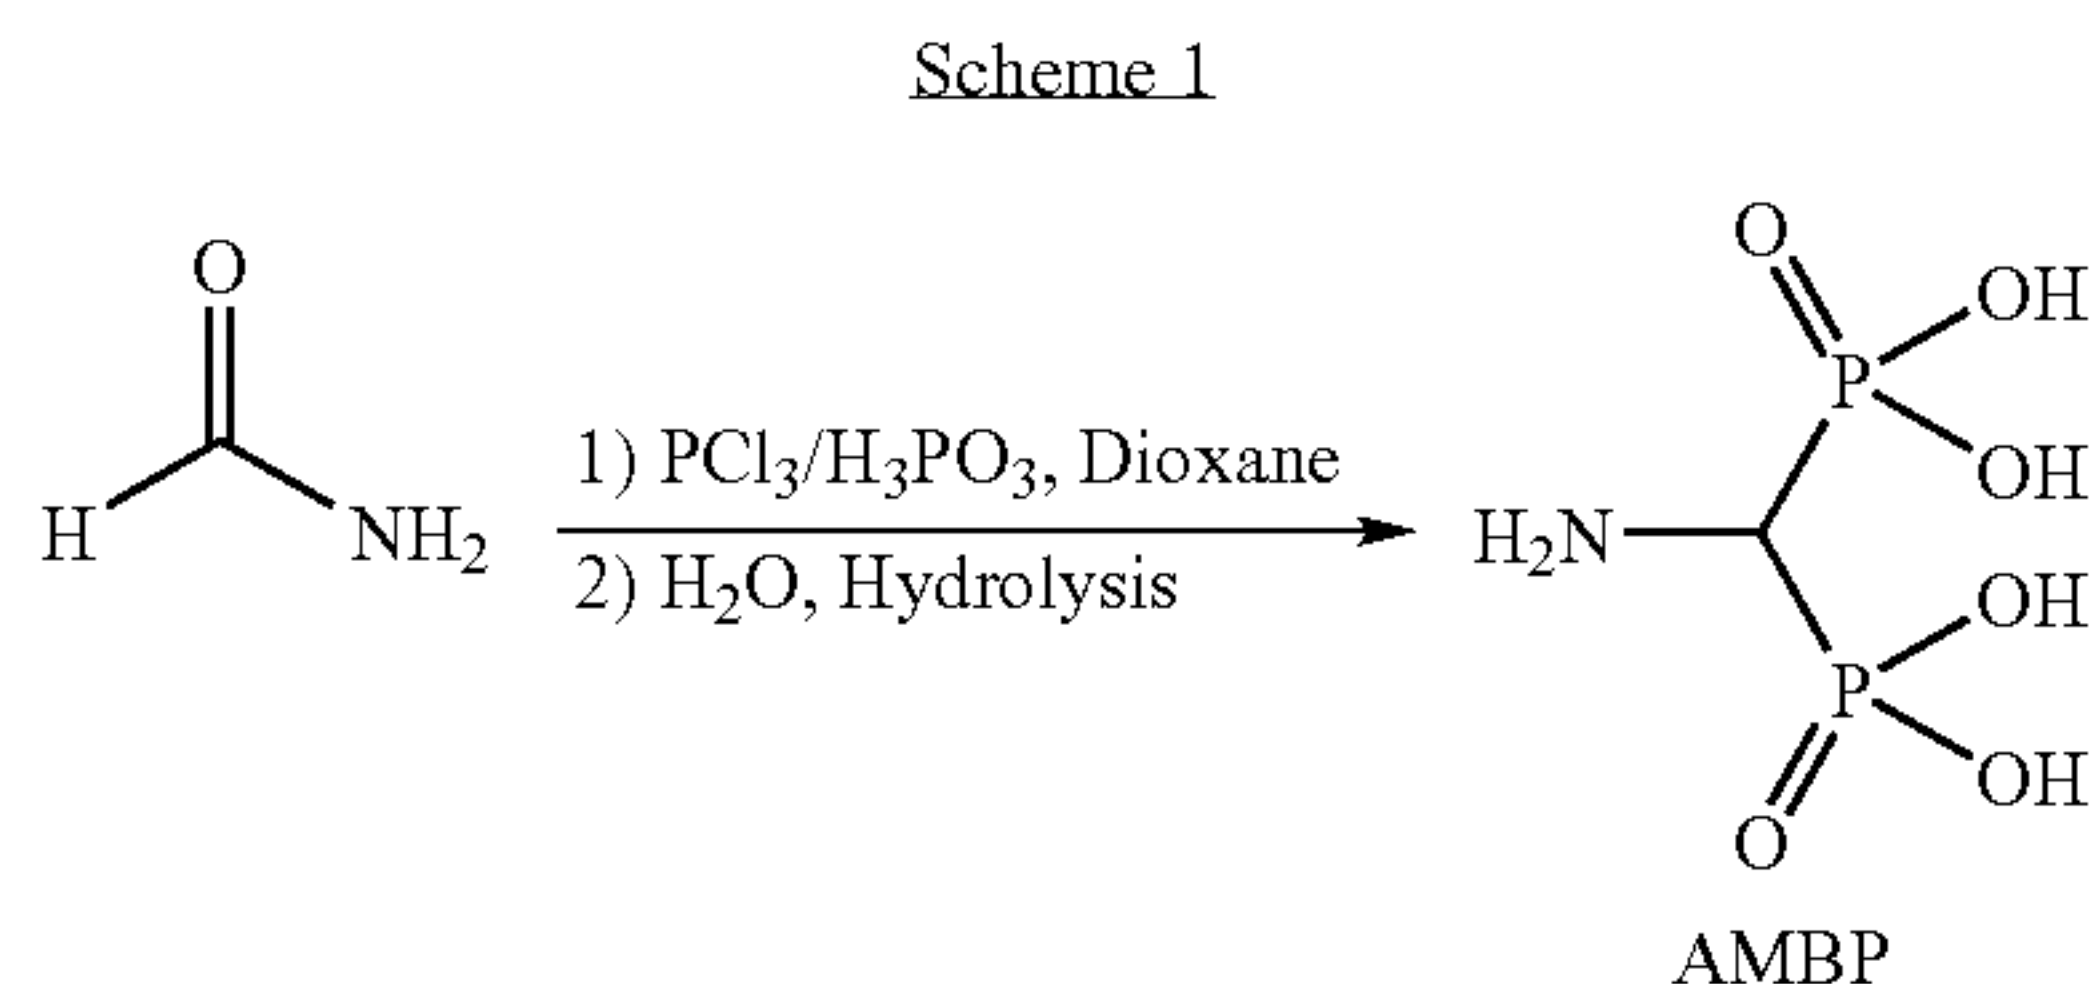 Scheme 1
O
H
NH2
1) PCl3/H3PO3, Dioxane
2) H2O, Hydrolysis
O
OH
P
OH
H2N
OH
P
OH
O
AMBP